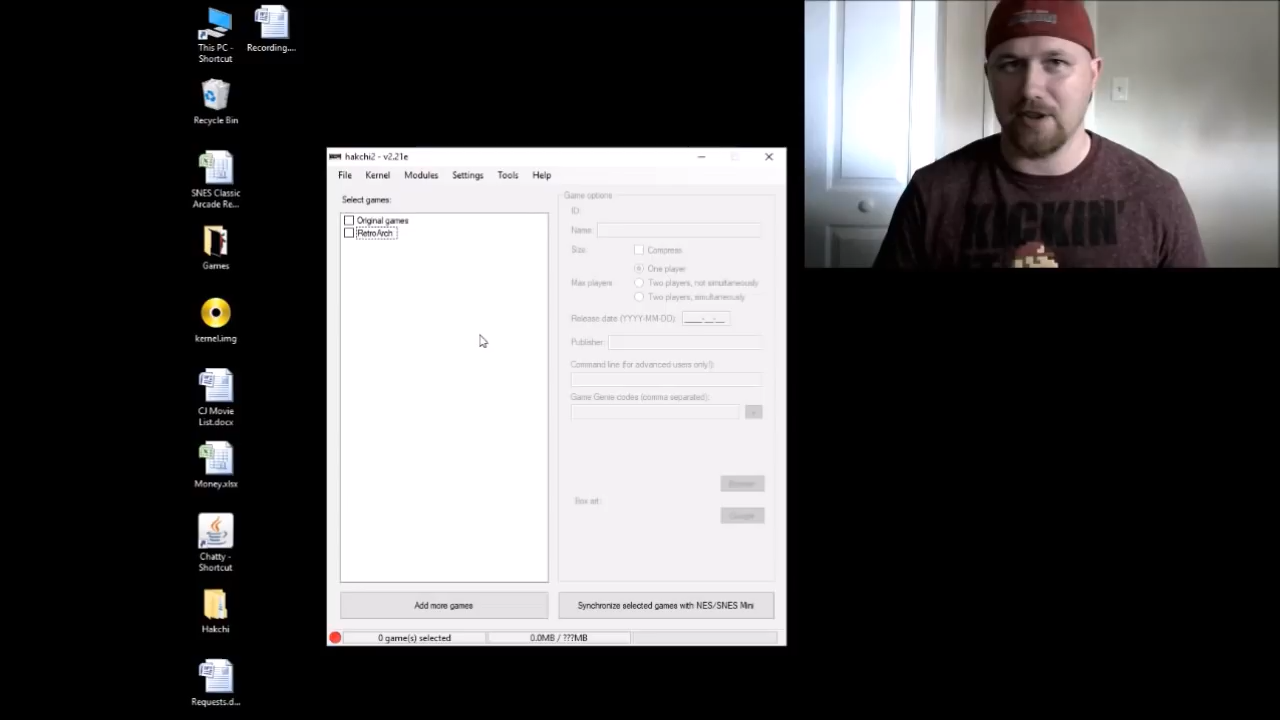 This PC -
Shortcut
Recording....
Recycle Bin
SNES Classic
Arcade Re...
Games
kernel.img
CJ Movie
List.docx
Money.xlsx
Chatty -
Shortcut
Hakchi
Requests.d...
hakchi2 - v2.21e
File Kernel Modules Settings Tools Help
Select games:
Original games
RetroArch
Game options
ID:
Name:
Size: Compress
One player
Max players Two players, not simultaneously
Two players, simultaneously
Release date (YYYY-MM-DD) ____-__-__
Publisher:
Command line (for advanced users only!):
Game Genie codes (comma separated):
Box art:
Google
Add more games
Synchronize selected games with NES/SNES Mini
0 game(s) selected
0.0MB / ???MB
KICKIN'